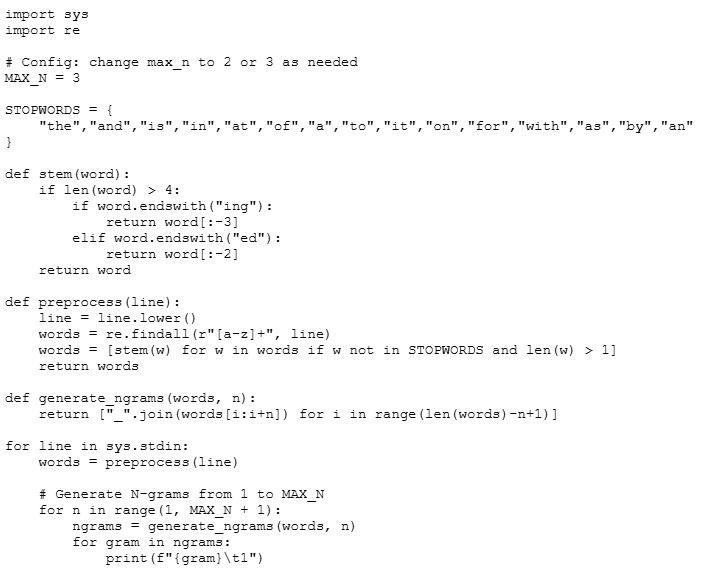 import sys
import re

# Config: change max_n to 2 or 3 as needed
MAX_N = 3

STOPWORDS = {
    "the","and","is","in","at","of","a","to","it","on","for","with","as","by","an"
}

def stem(word):
    if len(word) > 4:
        if word.endswith("ing"):
            return word[:-3]
        elif word.endswith("ed"):
            return word[:-2]
    return word

def preprocess(line):
    line = line.lower()
    words = re.findall(r"[a-z]+", line)
    words = [stem(w) for w in words if w not in STOPWORDS and len(w) > 1]
    return words

def generate_ngrams(words, n):
    return ["_".join(words[i:i+n]) for i in range(len(words)-n+1)]

for line in sys.stdin:
    words = preprocess(line)

    # Generate N-grams from 1 to MAX_N
    for n in range(1, MAX_N + 1):
        ngrams = generate_ngrams(words, n)
        for gram in ngrams:
            print(f"{gram}\t1")